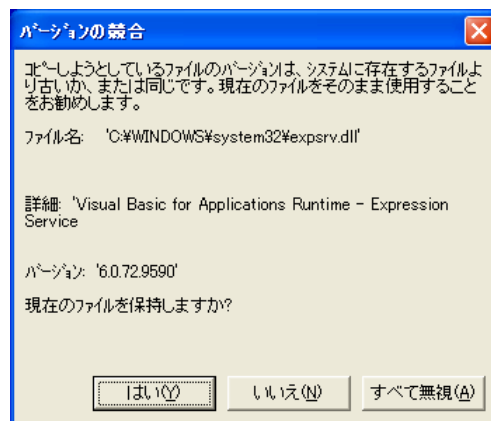 バージョンの競合
コピーしようとしているファイルのバージョンは、システムに存在するファイルよ
り古いか、または同じです。現在のファイルをそのまま使用すること
をお勧めします。
ファイル名: 'C:¥WINDOWS¥system32¥expsrv.dll'
詳細: 'Visual Basic for Applications Runtime - Expression
Service
バージョン: '6.0.72.9590'
現在のファイルを保持しますか?
はい(Y) いいえ(N) すべて無視(A)